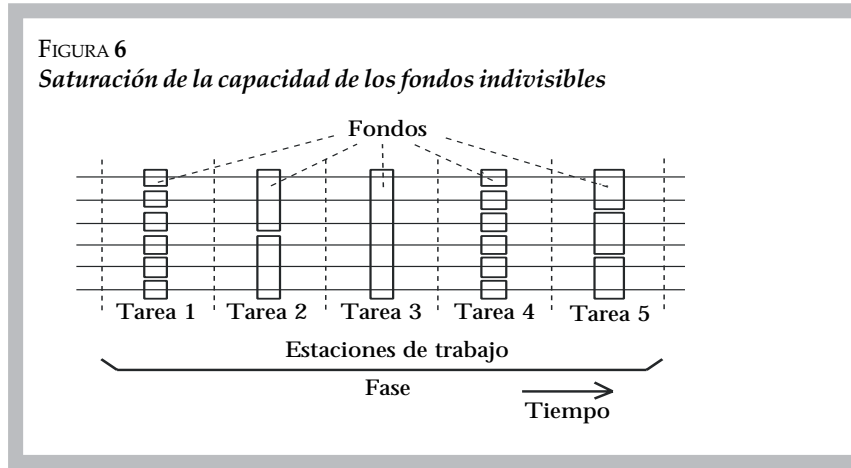 FIGURA 6
Saturación de la capacidad de los fondos indivisibles
Fondos
Tarea 1 Tarea 2 Tarea 3 Tarea 4 Tarea 5
Estaciones de trabajo
Fase
Tiempo